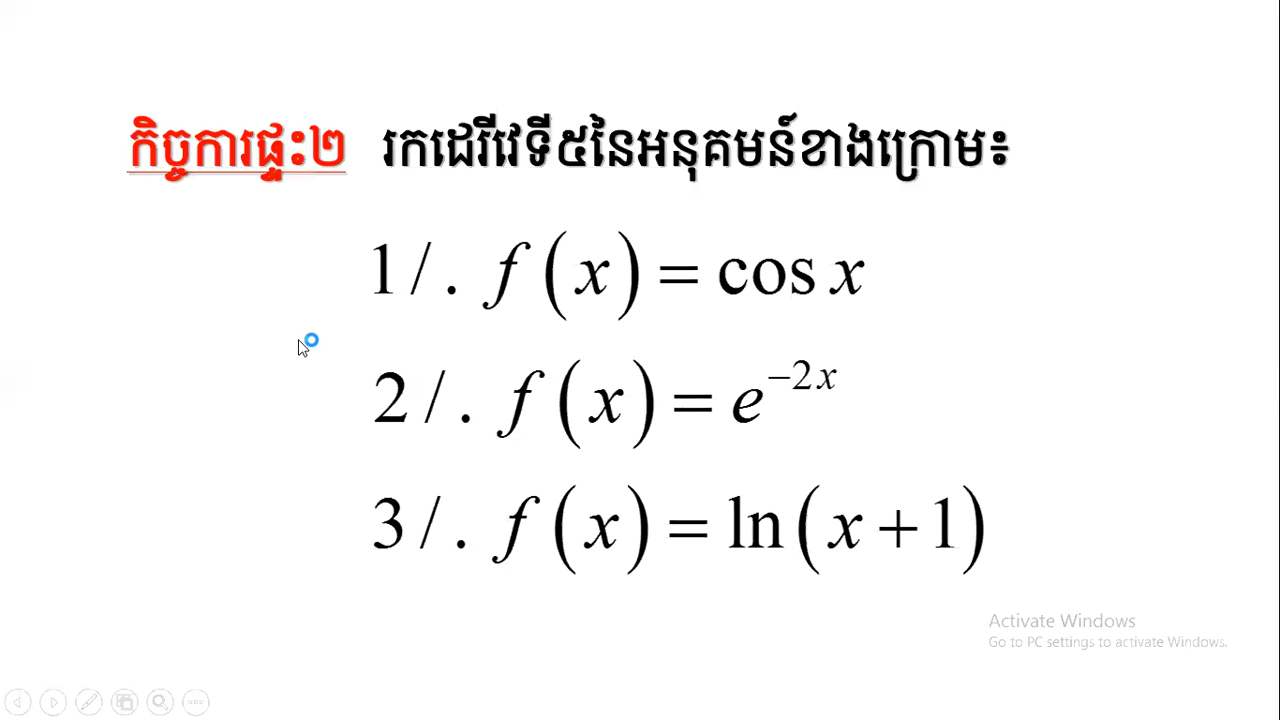 កិច្ចការផ្ទះ២ រកដេរីវេទី៥នៃអនុគមន៍ខាងក្រោម៖
1/. f(x) = cos x
2/. f(x) = e^{-2x}
3/. f(x) = ln(x+1)
Activate Windows
Go to PC settings to activate Windows.